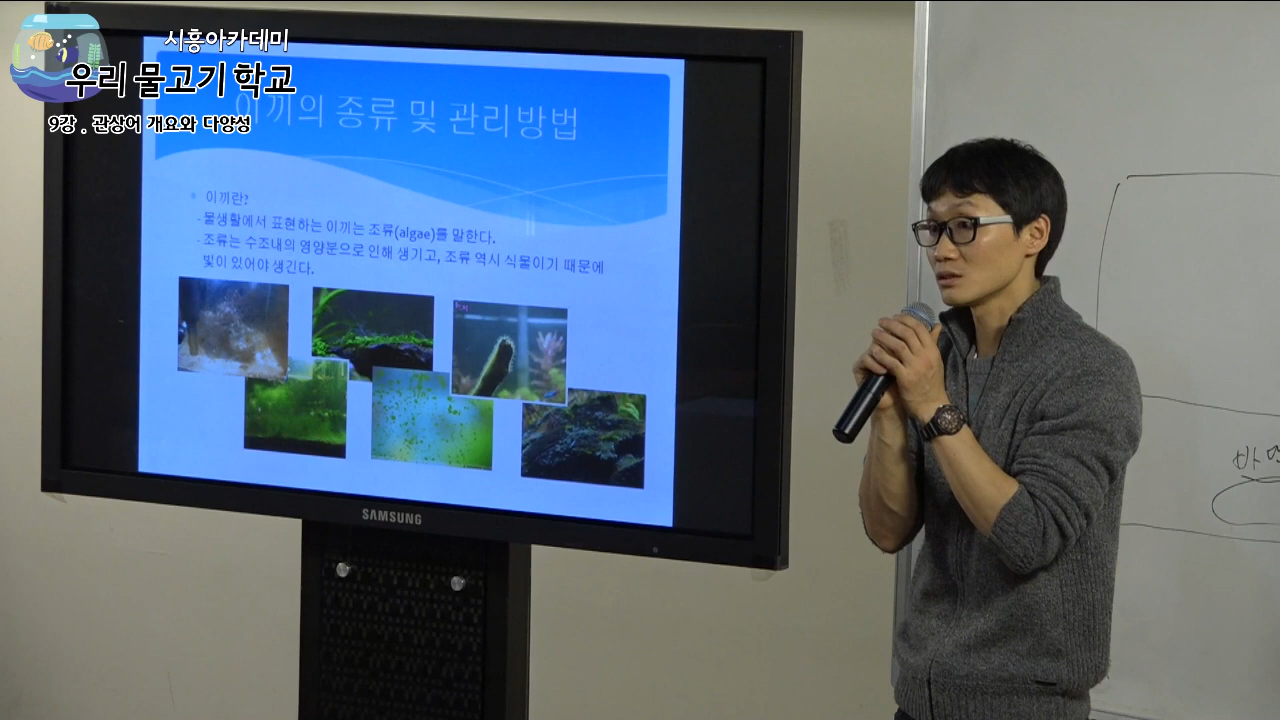 시흥아카데미
우리 물고기 학교
9강 . 관상어 개요와 다양성
이끼의 종류 및 관리방법
이끼란?
- 물생활에서 표현하는 이끼는 조류(algae)를 말한다.
- 조류는 수조내의 영양분으로 인해 생기고, 조류 역시 식물이기 때문에
빛이 있어야 생긴다.
SAMSUNG